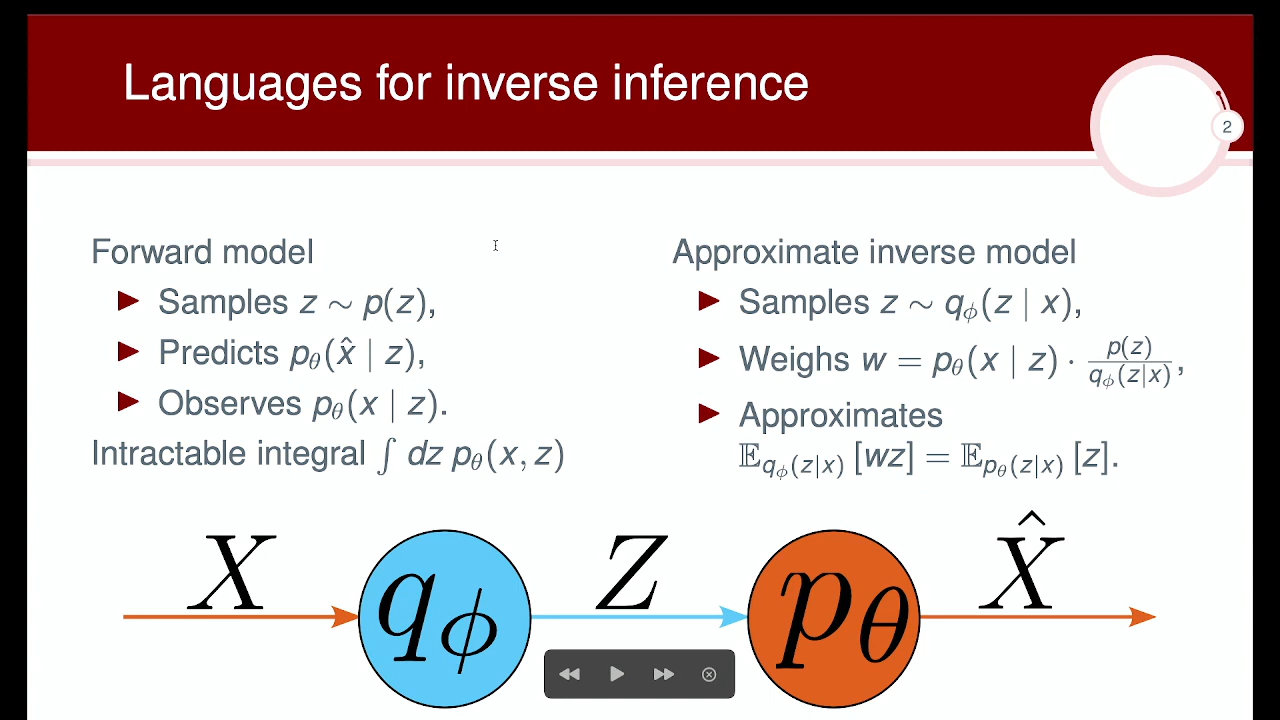 Languages for inverse inference
2
Forward model
Samples z ∼ p(z),
Predicts p_θ(x̂ | z),
Observes p_θ(x | z).
Intractable integral ∫ dz p_θ(x, z)
Approximate inverse model
Samples z ∼ q_ϕ(z | x),
Weighs w = p_θ(x | z) · p(z)/q_ϕ(z|x),
Approximates
𝔼_{q_ϕ(z|x)} [wz] = 𝔼_{p_θ(z|x)} [z].
X q_ϕ Z p_θ X̂